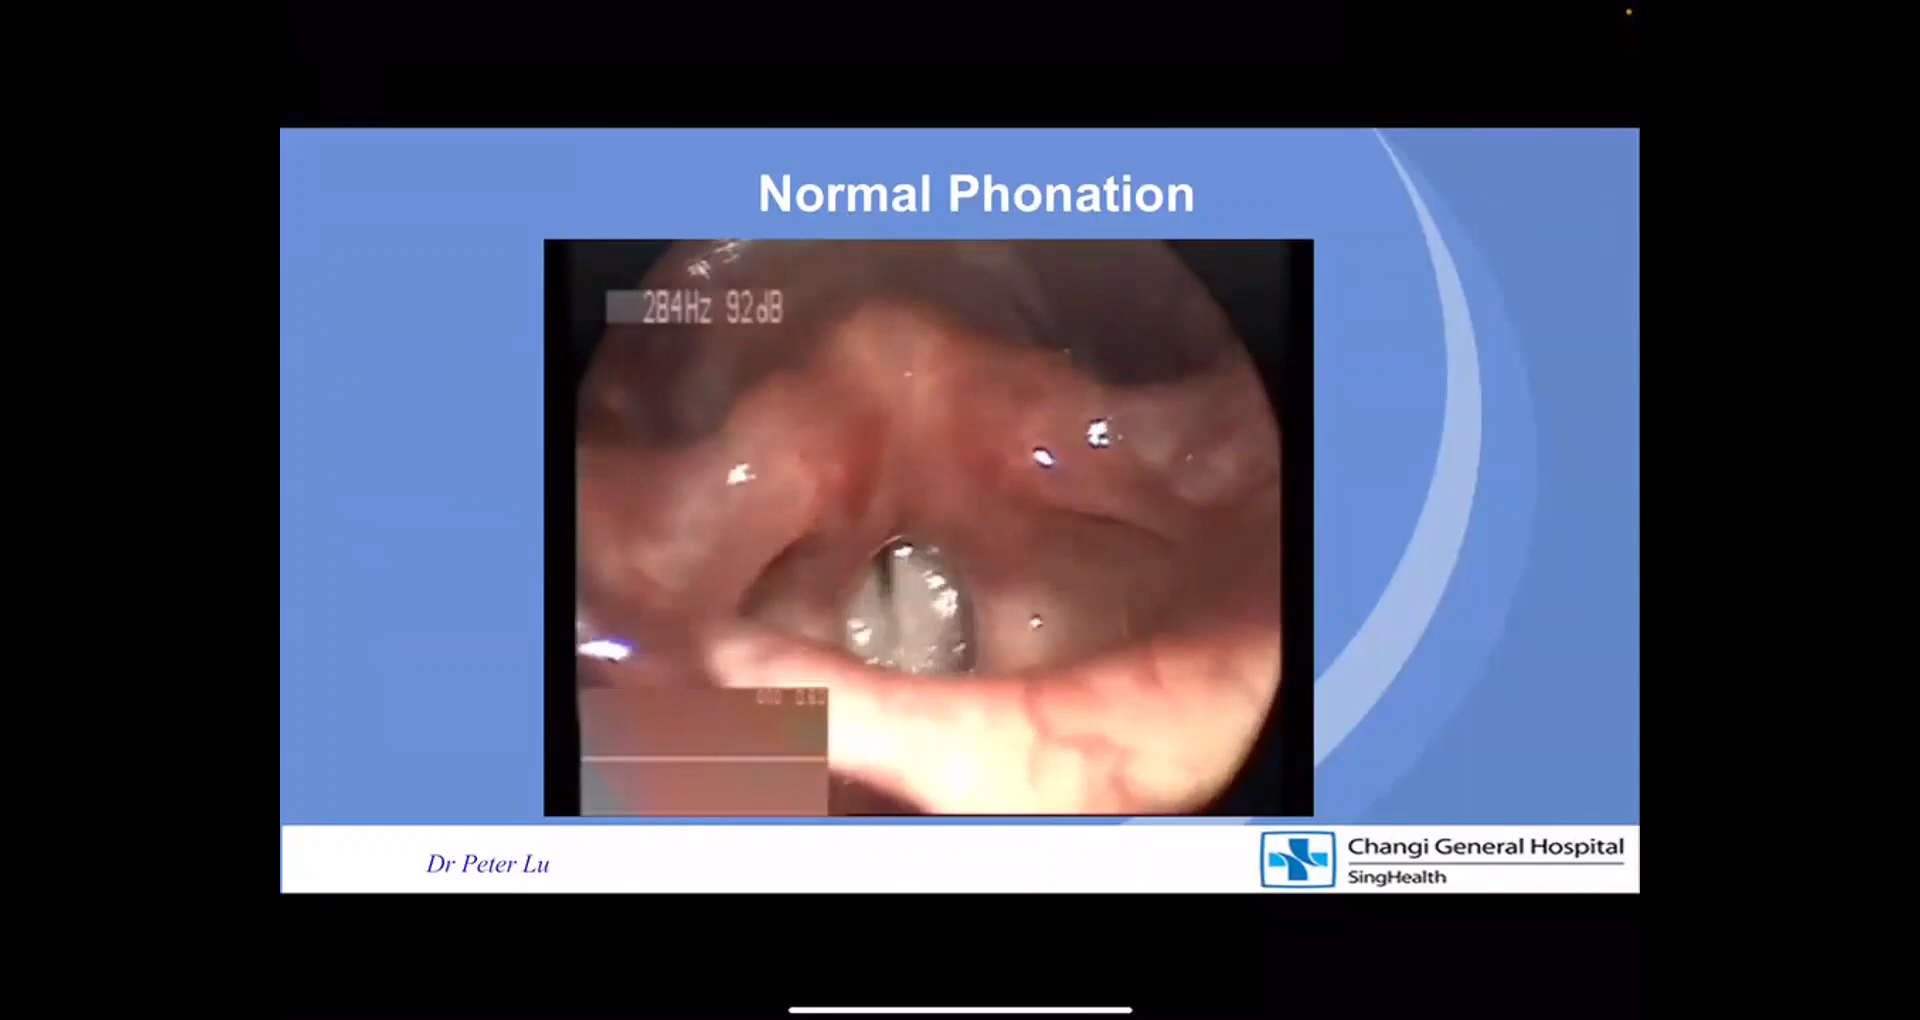 Normal Phonation
284Hz 92dB
Dr Peter Lu
Changi General Hospital
SingHealth